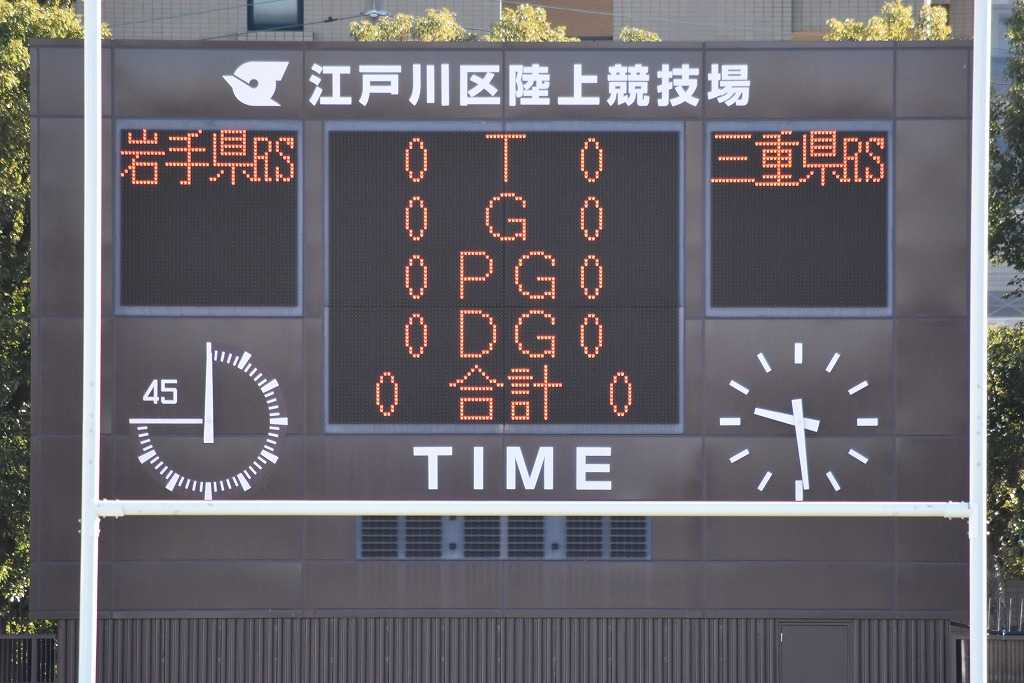 江戸川区陸上競技場
岩手県RS
三重県RS
0 T 0
0 G 0
0 PG 0
0 DG 0
0 合計 0
45
TIME